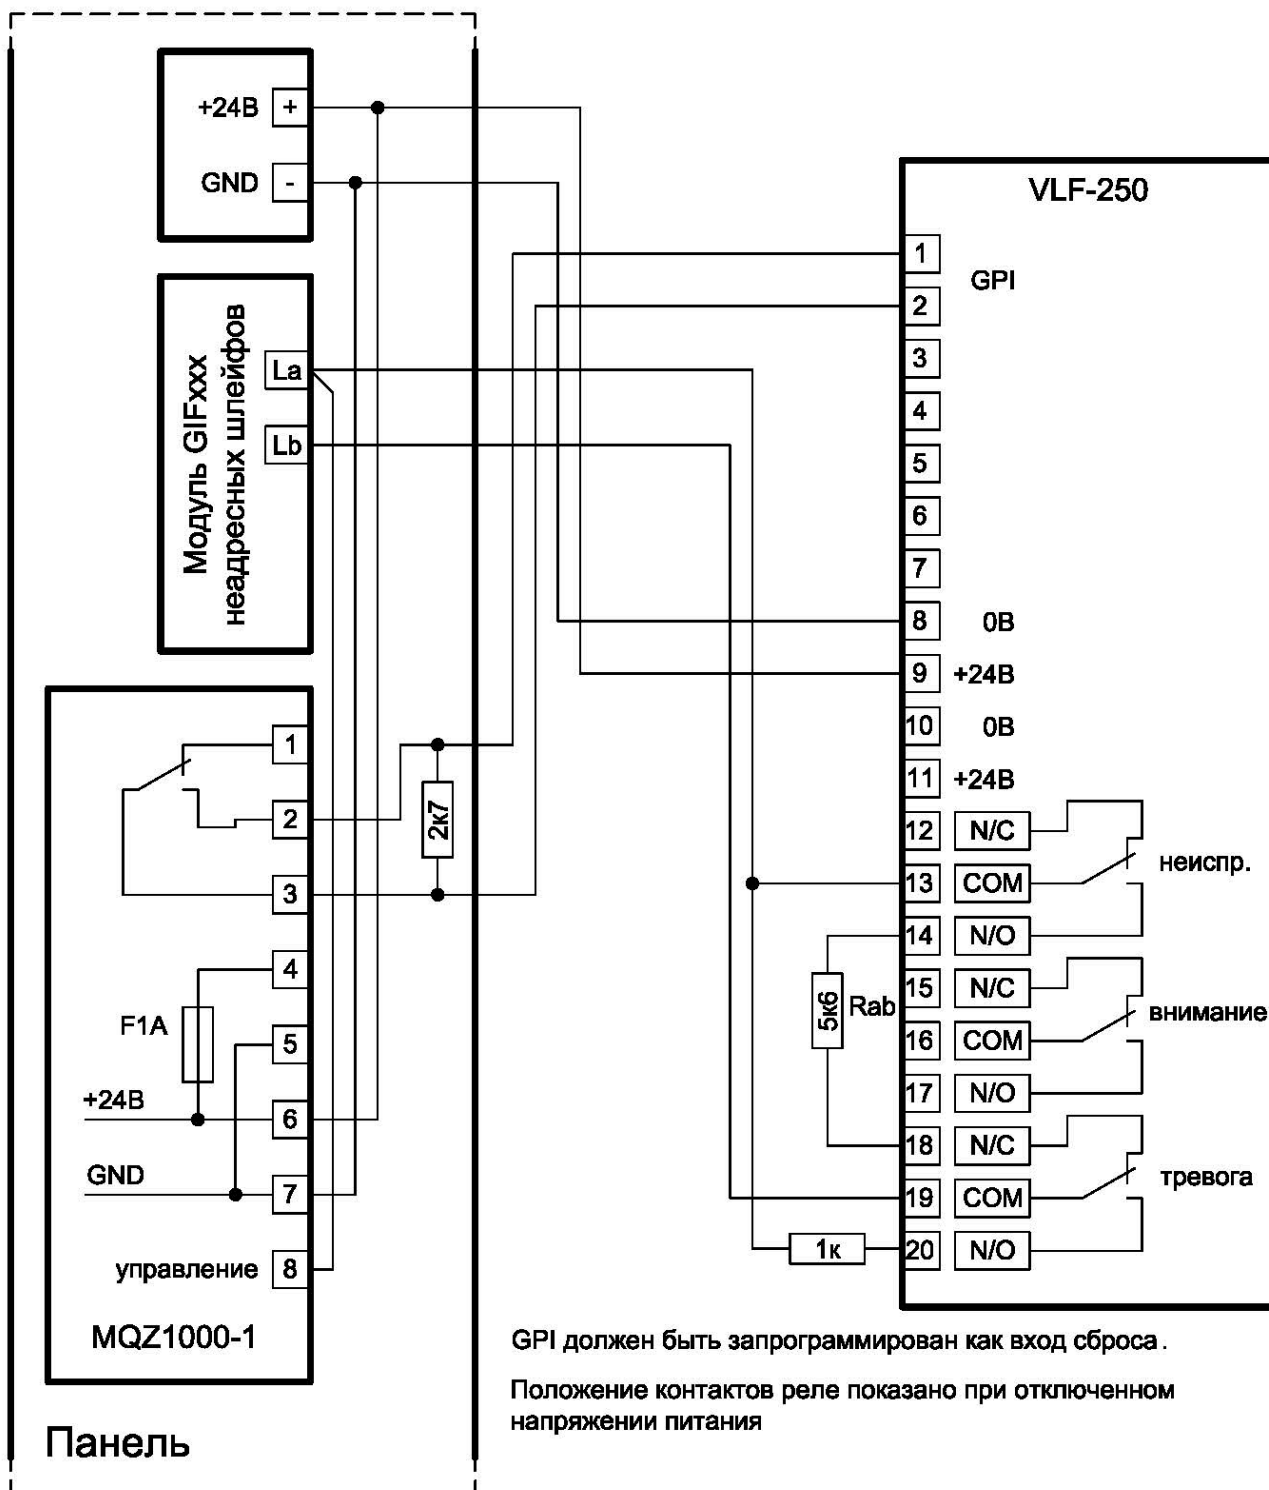 +24В +
GND -
Модуль GIFxxx
неадресных шлейфов
La
Lb
1
2
3
4
5
6
7
8
F1A
+24В
GND
управление
MQZ1000-1
2к7
Панель
VLF-250
1
GPI
2
3
4
5
6
7
8 0В
9 +24В
10 0В
11 +24В
12 N/C
13 COM
неиспр.
14 N/O
15 N/C
16 COM
внимание
17 N/O
18 N/C
19 COM
тревога
20 N/O
5к6 Rab
1к
GPI должен быть запрограммирован как вход сброса.
Положение контактов реле показано при отключенном
напряжении питания